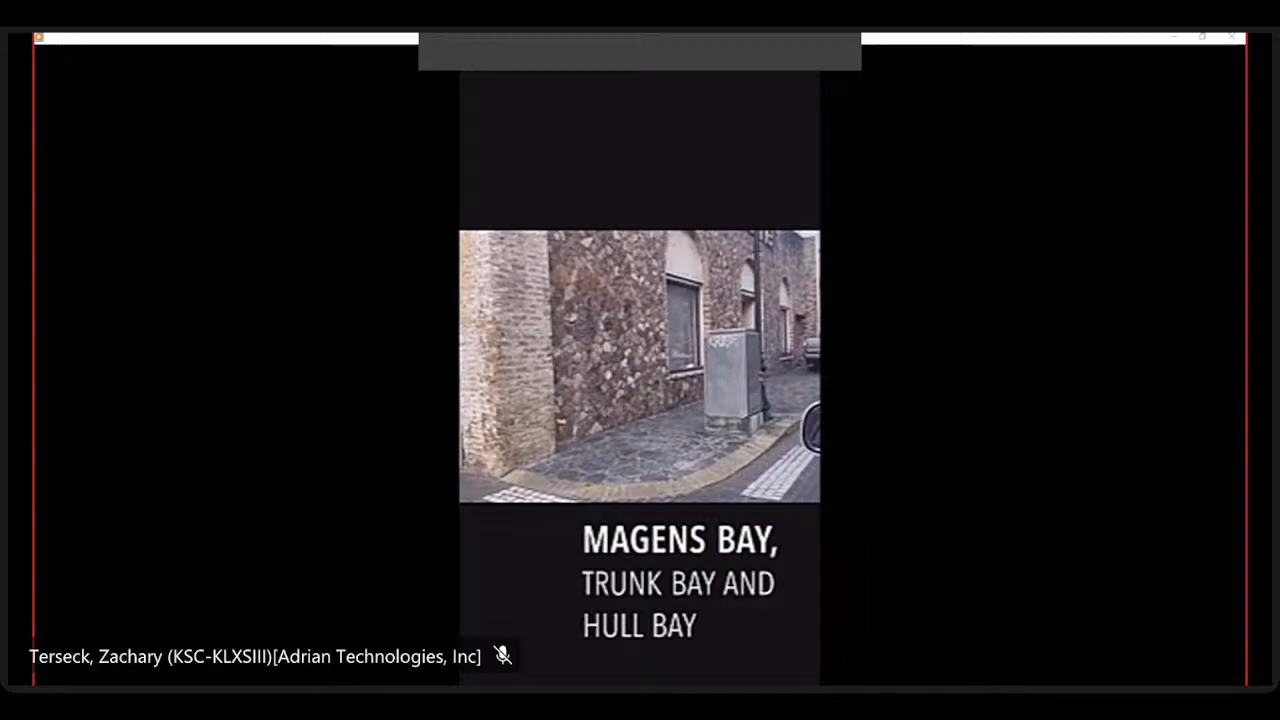 MAGENS BAY,
TRUNK BAY AND
HULL BAY
Terseck, Zachary (KSC-KLXSIII)[Adrian Technologies, Inc]